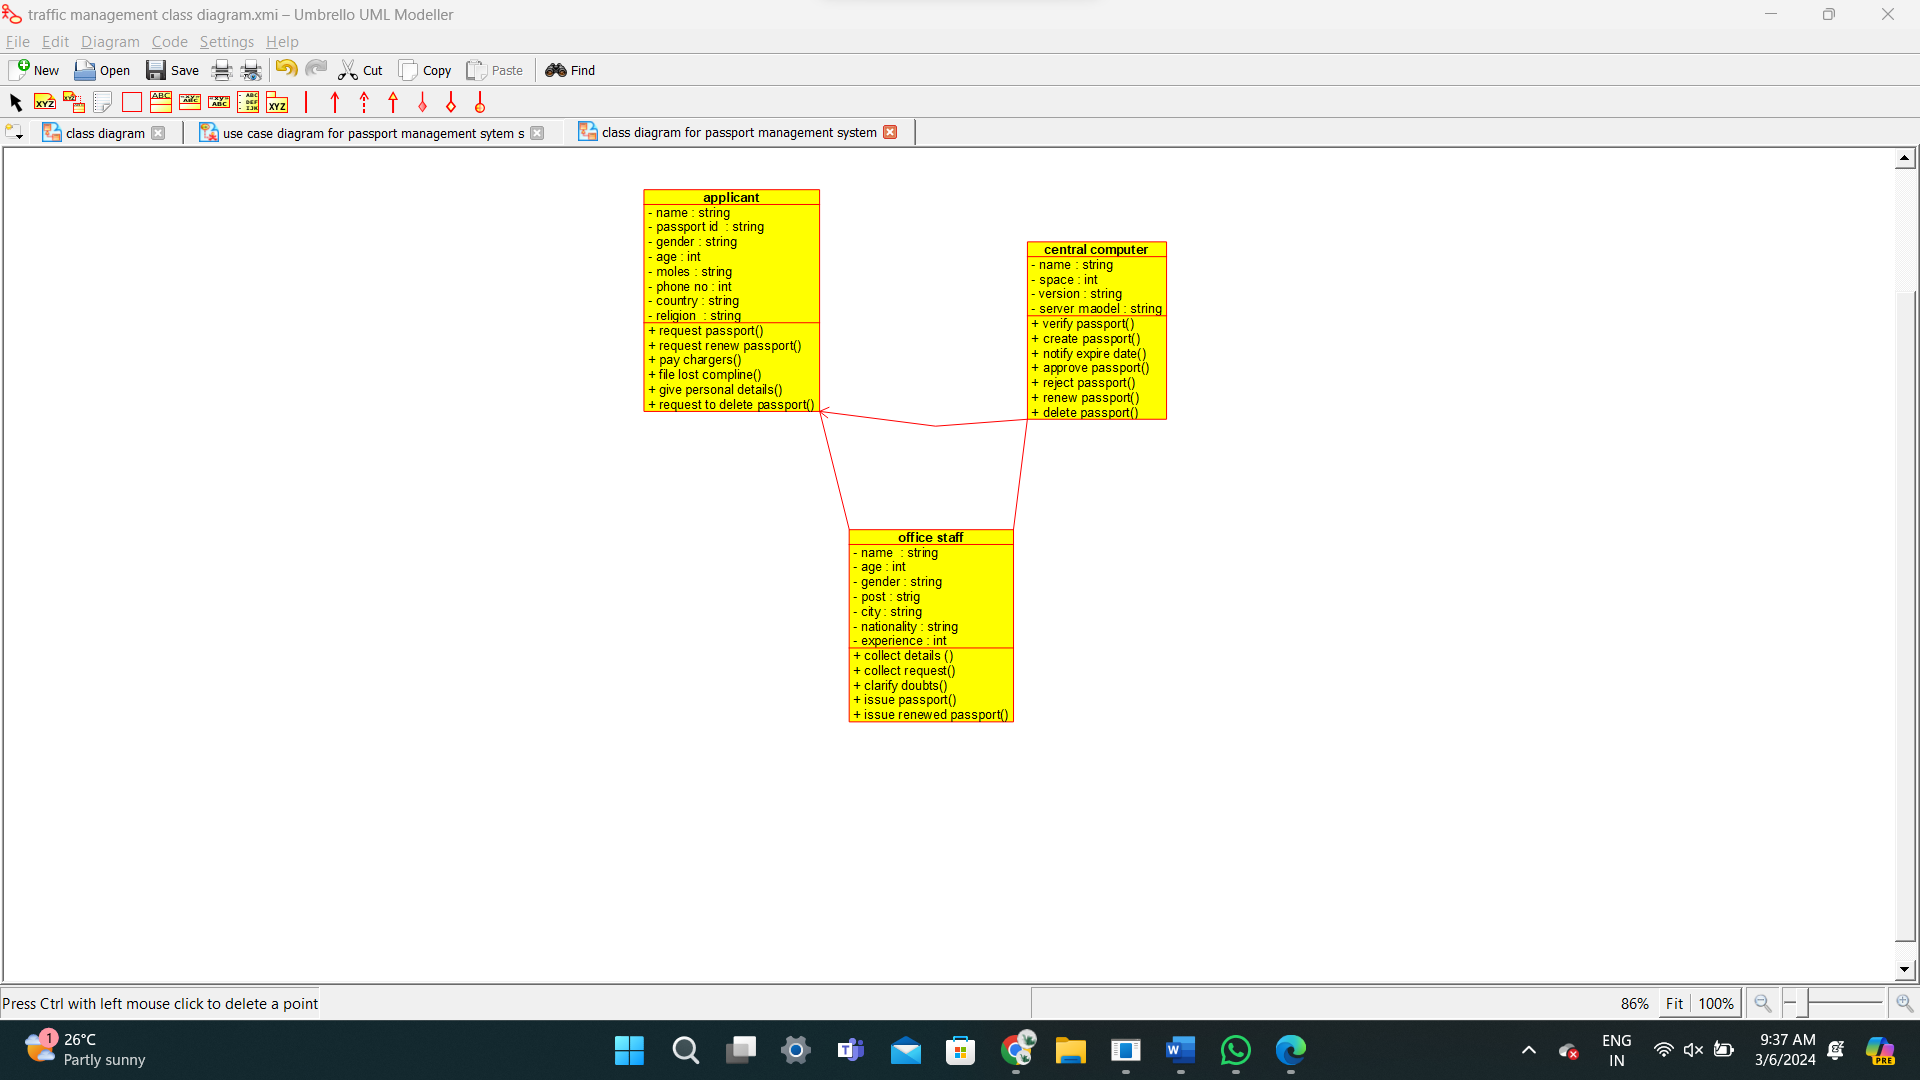 traffic management class diagram.xmi – Umbrello UML Modeller
File Edit Diagram Code Settings Help
New Open Save Cut Copy Paste Find
class diagram use case diagram for passport management sytem s class diagram for passport management system
applicant
- name : string
- passport id : string
- gender : string
- age : int
- moles : string
- phone no : int
- country : string
- religion : string
+ request passport()
+ request renew passport()
+ pay chargers()
+ file lost compline()
+ give personal details()
+ request to delete passport()
central computer
- name : string
- space : int
- version : string
- server maodel : string
+ verify passport()
+ create passport()
+ notify expire date()
+ approve passport()
+ reject passport()
+ renew passport()
+ delete passport()
office staff
- name : string
- age : int
- gender : string
- post : strig
- city : string
- nationality : string
- experience : int
+ collect details ()
+ collect request()
+ clarify doubts()
+ issue passport()
+ issue renewed passport()
Press Ctrl with left mouse click to delete a point
86% Fit 100%
1
26°C
Partly sunny
ENG
IN
9:37 AM
3/6/2024
PRE